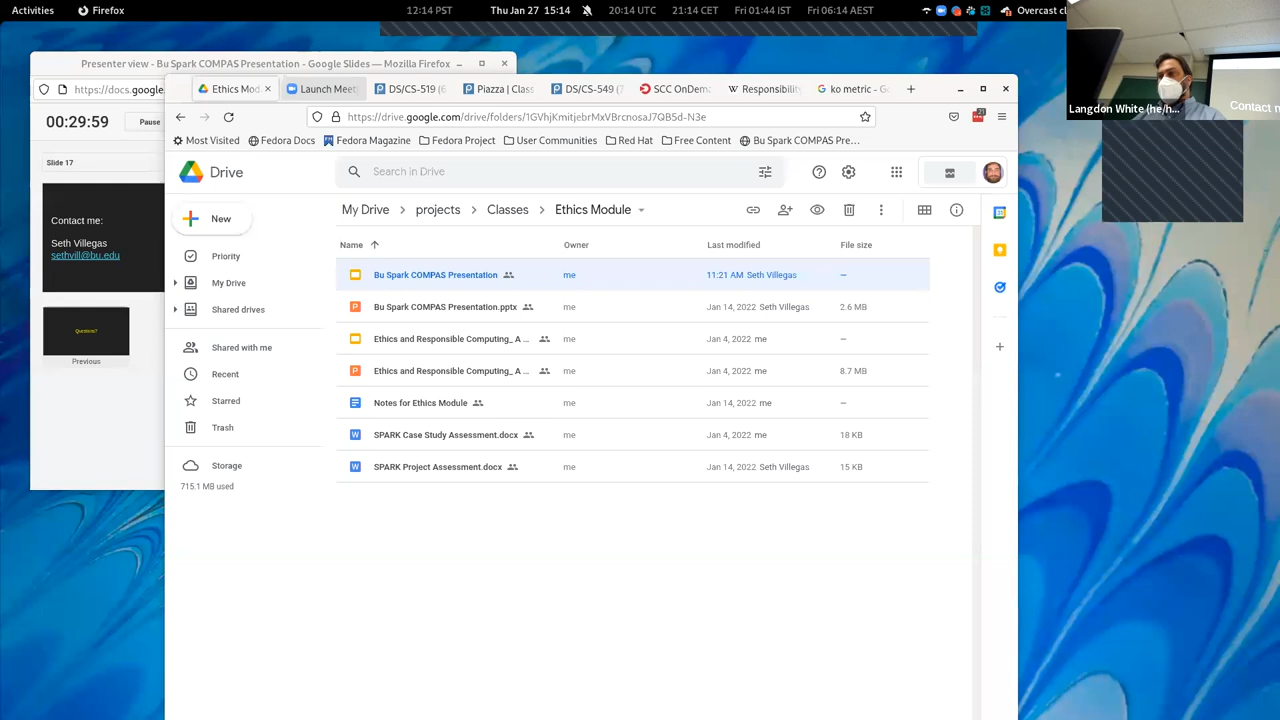 Activities
Firefox
12:14 PST
Thu Jan 27 15:14
20:14 UTC
21:14 CET
Fri 01:44 IST
Fri 06:14 AEST
Overcast cl
Presenter view - Bu Spark COMPAS Presentation - Google Slides — Mozilla Firefox
https://docs.google.
00:29:59
Pause
Slide 17
Contact me:
Seth Villegas
sethvill@bu.edu
Questions?
Previous
Ethics Mod
Launch Meet
DS/CS-519 (6
Piazza | Class
DS/CS-549 (7
SCC OnDema
Responsibility
ko metric - G
https://drive.google.com/drive/folders/1GVhjKmitjebrMxVBrcnosaJ7QB5d-N3e
21
Most Visited
Fedora Docs
Fedora Magazine
Fedora Project
User Communities
Red Hat
Free Content
Bu Spark COMPAS Pre…
Drive
Search in Drive
New
My Drive
projects
Classes
Ethics Module
Priority
My Drive
Shared drives
Shared with me
Recent
Starred
Trash
Storage
715.1 MB used
Name
Owner
Last modified
File size
Bu Spark COMPAS Presentation me 11:21 AM Seth Villegas —
Bu Spark COMPAS Presentation.pptx me Jan 14, 2022 Seth Villegas 2.6 MB
Ethics and Responsible Computing_ A ... me Jan 4, 2022 me —
Ethics and Responsible Computing_ A ... me Jan 4, 2022 me 8.7 MB
Notes for Ethics Module me Jan 14, 2022 me —
SPARK Case Study Assessment.docx me Jan 4, 2022 me 18 KB
SPARK Project Assessment.docx me Jan 14, 2022 Seth Villegas 15 KB
Langdon White (he/h...
Contact m